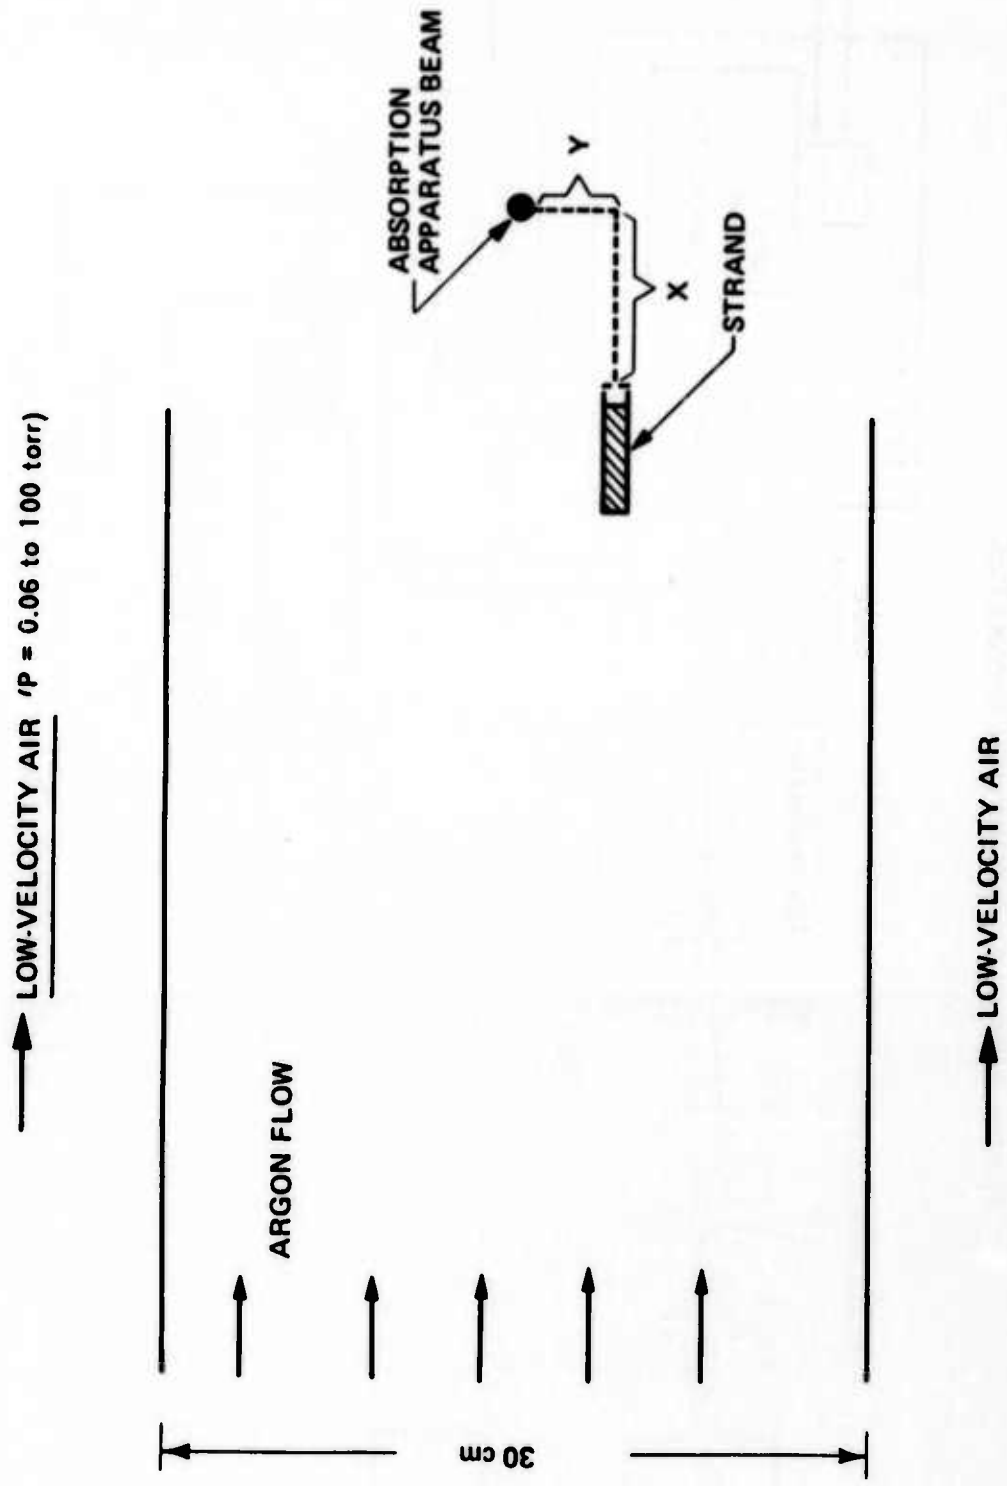 LOW-VELOCITY AIR (P = 0.06 to 100 torr)
ARGON FLOW
30 cm
ABSORPTION
APPARATUS BEAM
Y
X
STRAND
LOW-VELOCITY AIR